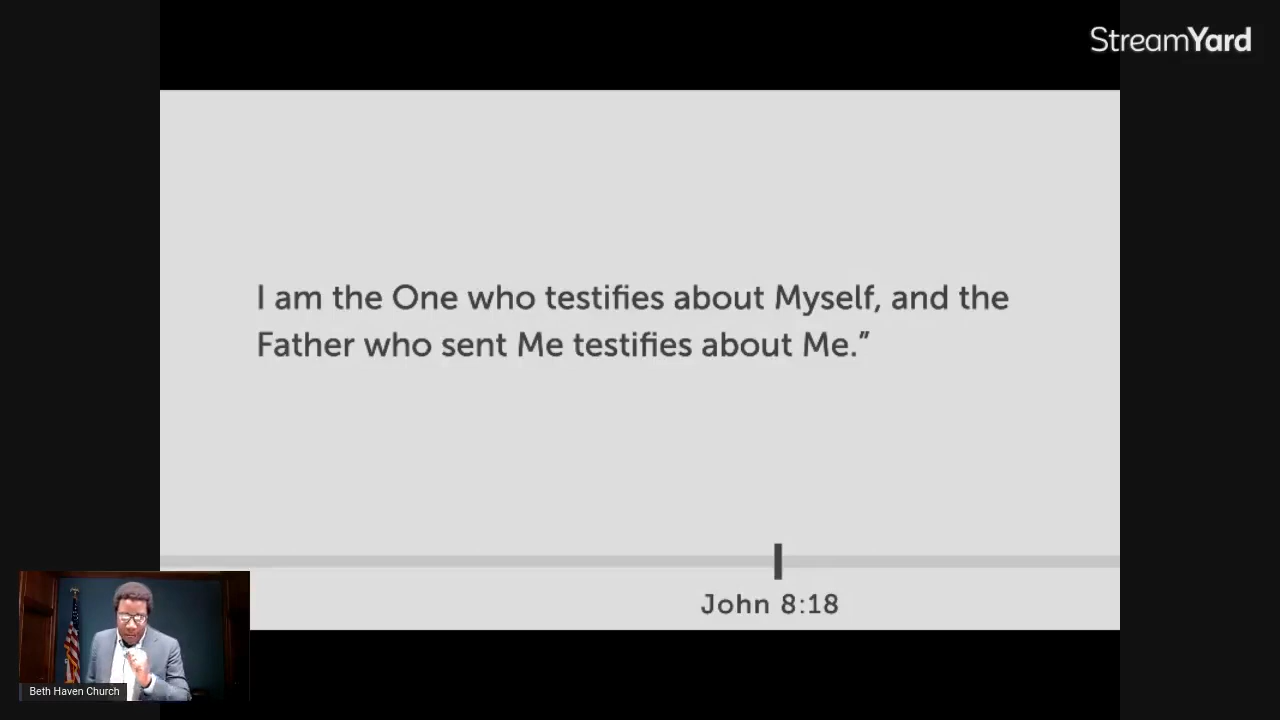 StreamYard
I am the One who testifies about Myself, and the
Father who sent Me testifies about Me.”
John 8:18
Beth Haven Church